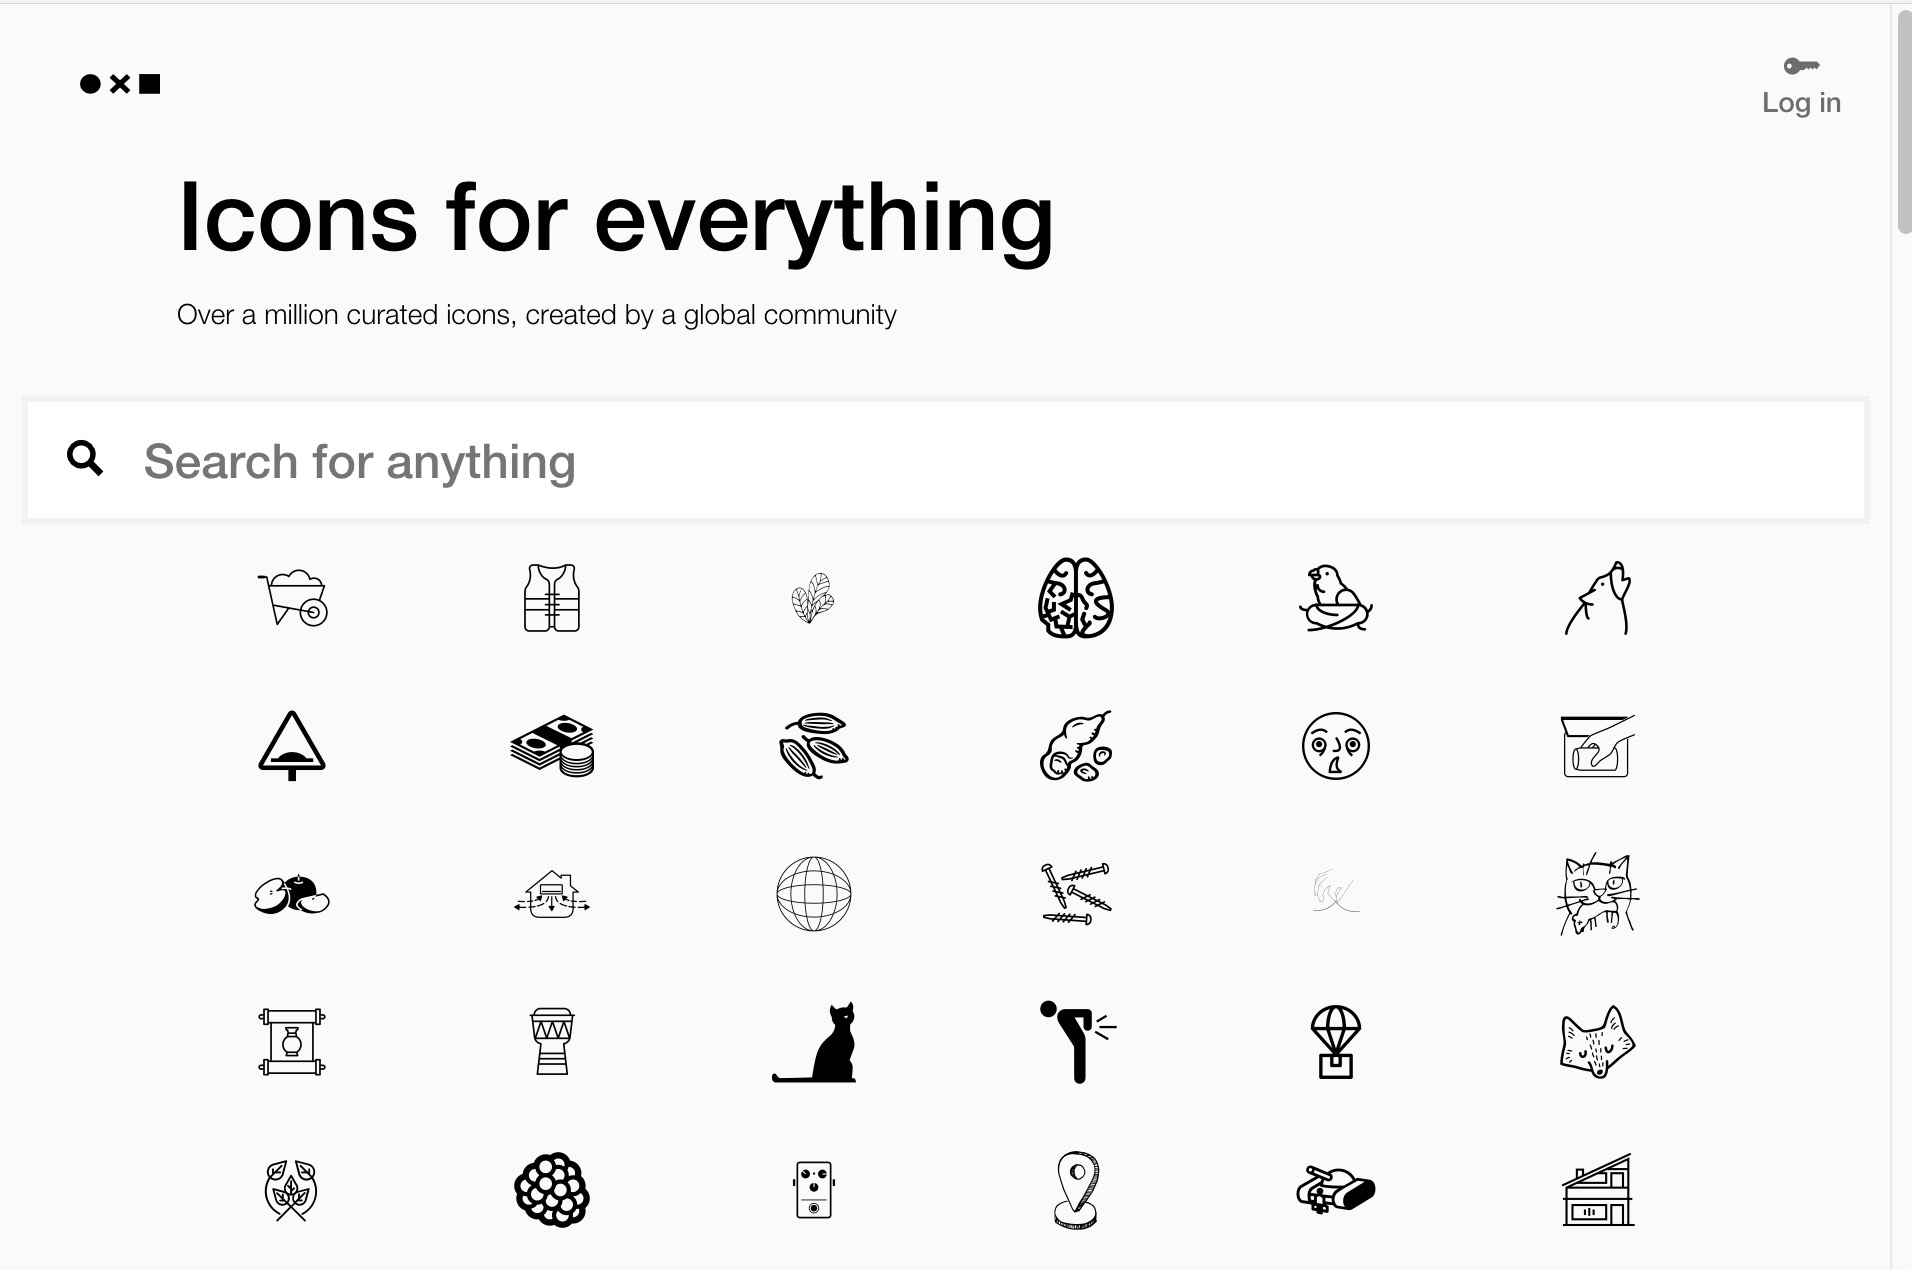 Log in
Icons for everything
Over a million curated icons, created by a global community
Search for anything